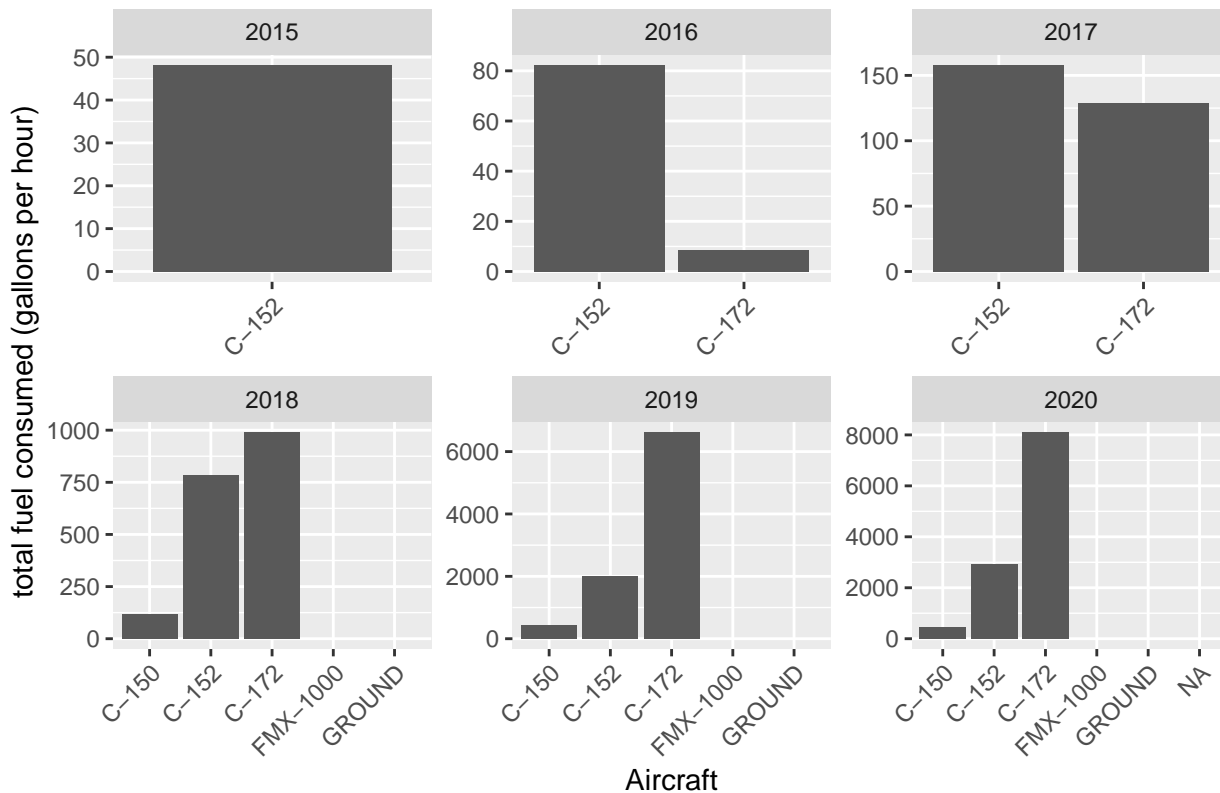 total fuel consumed (gallons per hour)
2015
50
40
30
20
10
0
C−152
2016
80
60
40
20
0
C−152
C−172
2017
150
100
50
0
C−152
C−172
2018
1000
750
500
250
0
C−150
C−152
C−172
FMX−1000
GROUND
2019
6000
4000
2000
0
C−150
C−152
C−172
FMX−1000
GROUND
2020
8000
6000
4000
2000
0
C−150
C−152
C−172
FMX−1000
GROUND
NA
Aircraft